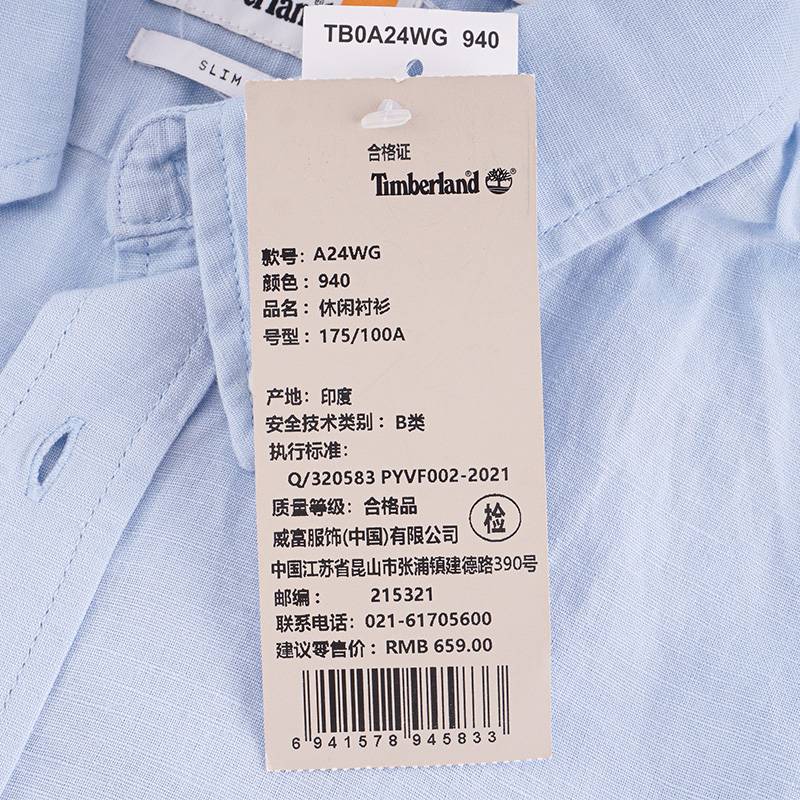 TB0A24WG 940
SLIM
合格证
Timberland
款号: A24WG
颜色: 940
品名: 休闲衬衫
号型: 175/100A
产地: 印度
安全技术类别: B类
执行标准:
Q/320583 PYVF002-2021
质量等级: 合格品
检
威富服饰(中国)有限公司
中国江苏省昆山市张浦镇建德路390号
邮编: 215321
联系电话: 021-61705600
建议零售价: RMB 659.00
6 941578 945833